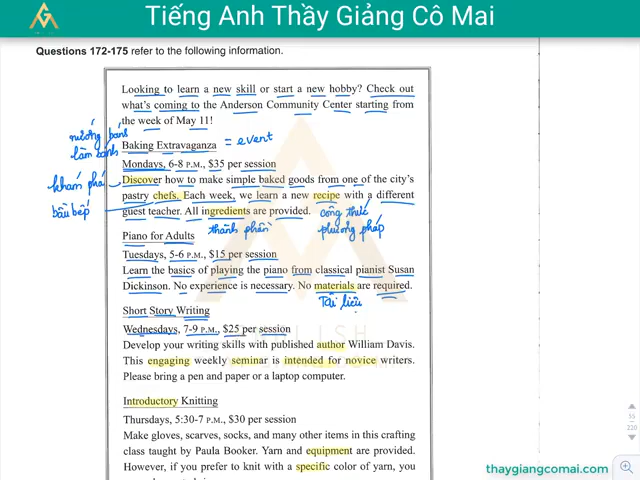 Tiếng Anh Thầy Giảng Cô Mai
Questions 172-175 refer to the following information.
Looking to learn a new skill or start a new hobby? Check out
what's coming to the Anderson Community Center starting from
the week of May 11!
nướng bánh
làm bánh
Baking Extravaganza = event
Mondays, 6-8 P.M., $35 per session
khám phá
Discover how to make simple baked goods from one of the city's
pastry chefs. Each week, we learn a new recipe with a different
đầu bếp
guest teacher. All ingredients are provided.
công thức
thành phần
phương pháp
Piano for Adults
Tuesdays, 5-6 P.M., $15 per session
Learn the basics of playing the piano from classical pianist Susan
Dickinson. No experience is necessary. No materials are required.
Tài liệu
Short Story Writing
Wednesdays, 7-9 P.M., $25 per session
Develop your writing skills with published author William Davis.
This engaging weekly seminar is intended for novice writers.
Please bring a pen and paper or a laptop computer.
Introductory Knitting
Thursdays, 5:30-7 P.M., $30 per session
Make gloves, scarves, socks, and many other items in this crafting
class taught by Paula Booker. Yarn and equipment are provided.
However, if you prefer to knit with a specific color of yarn, you
55
220
thaygiangcomai.com